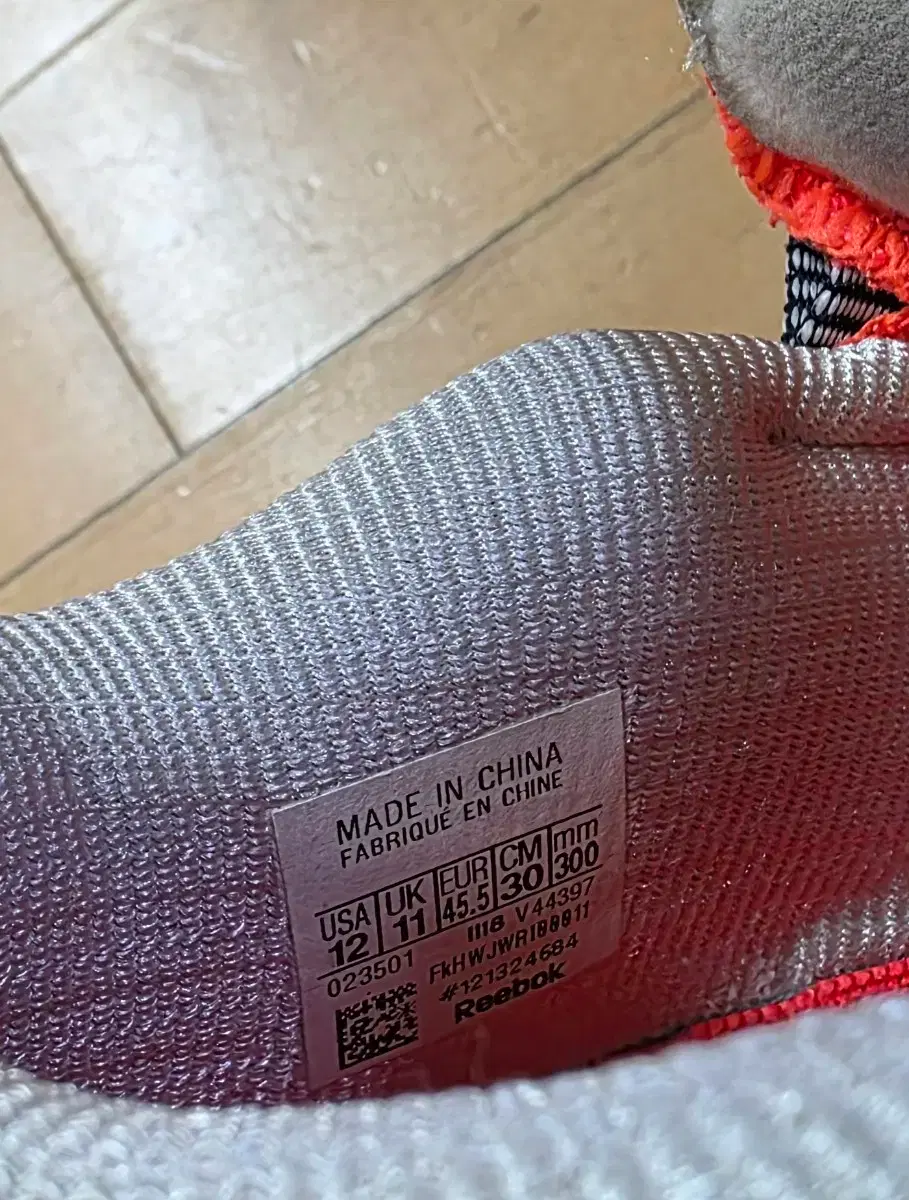 MADE IN CHINA
FABRIQUÉ EN CHINE
USA UK EUR CM mm
12 11 45.5 30 300
1118 V44397
023501 FkHWJWRI00011
#121324684
Reebok